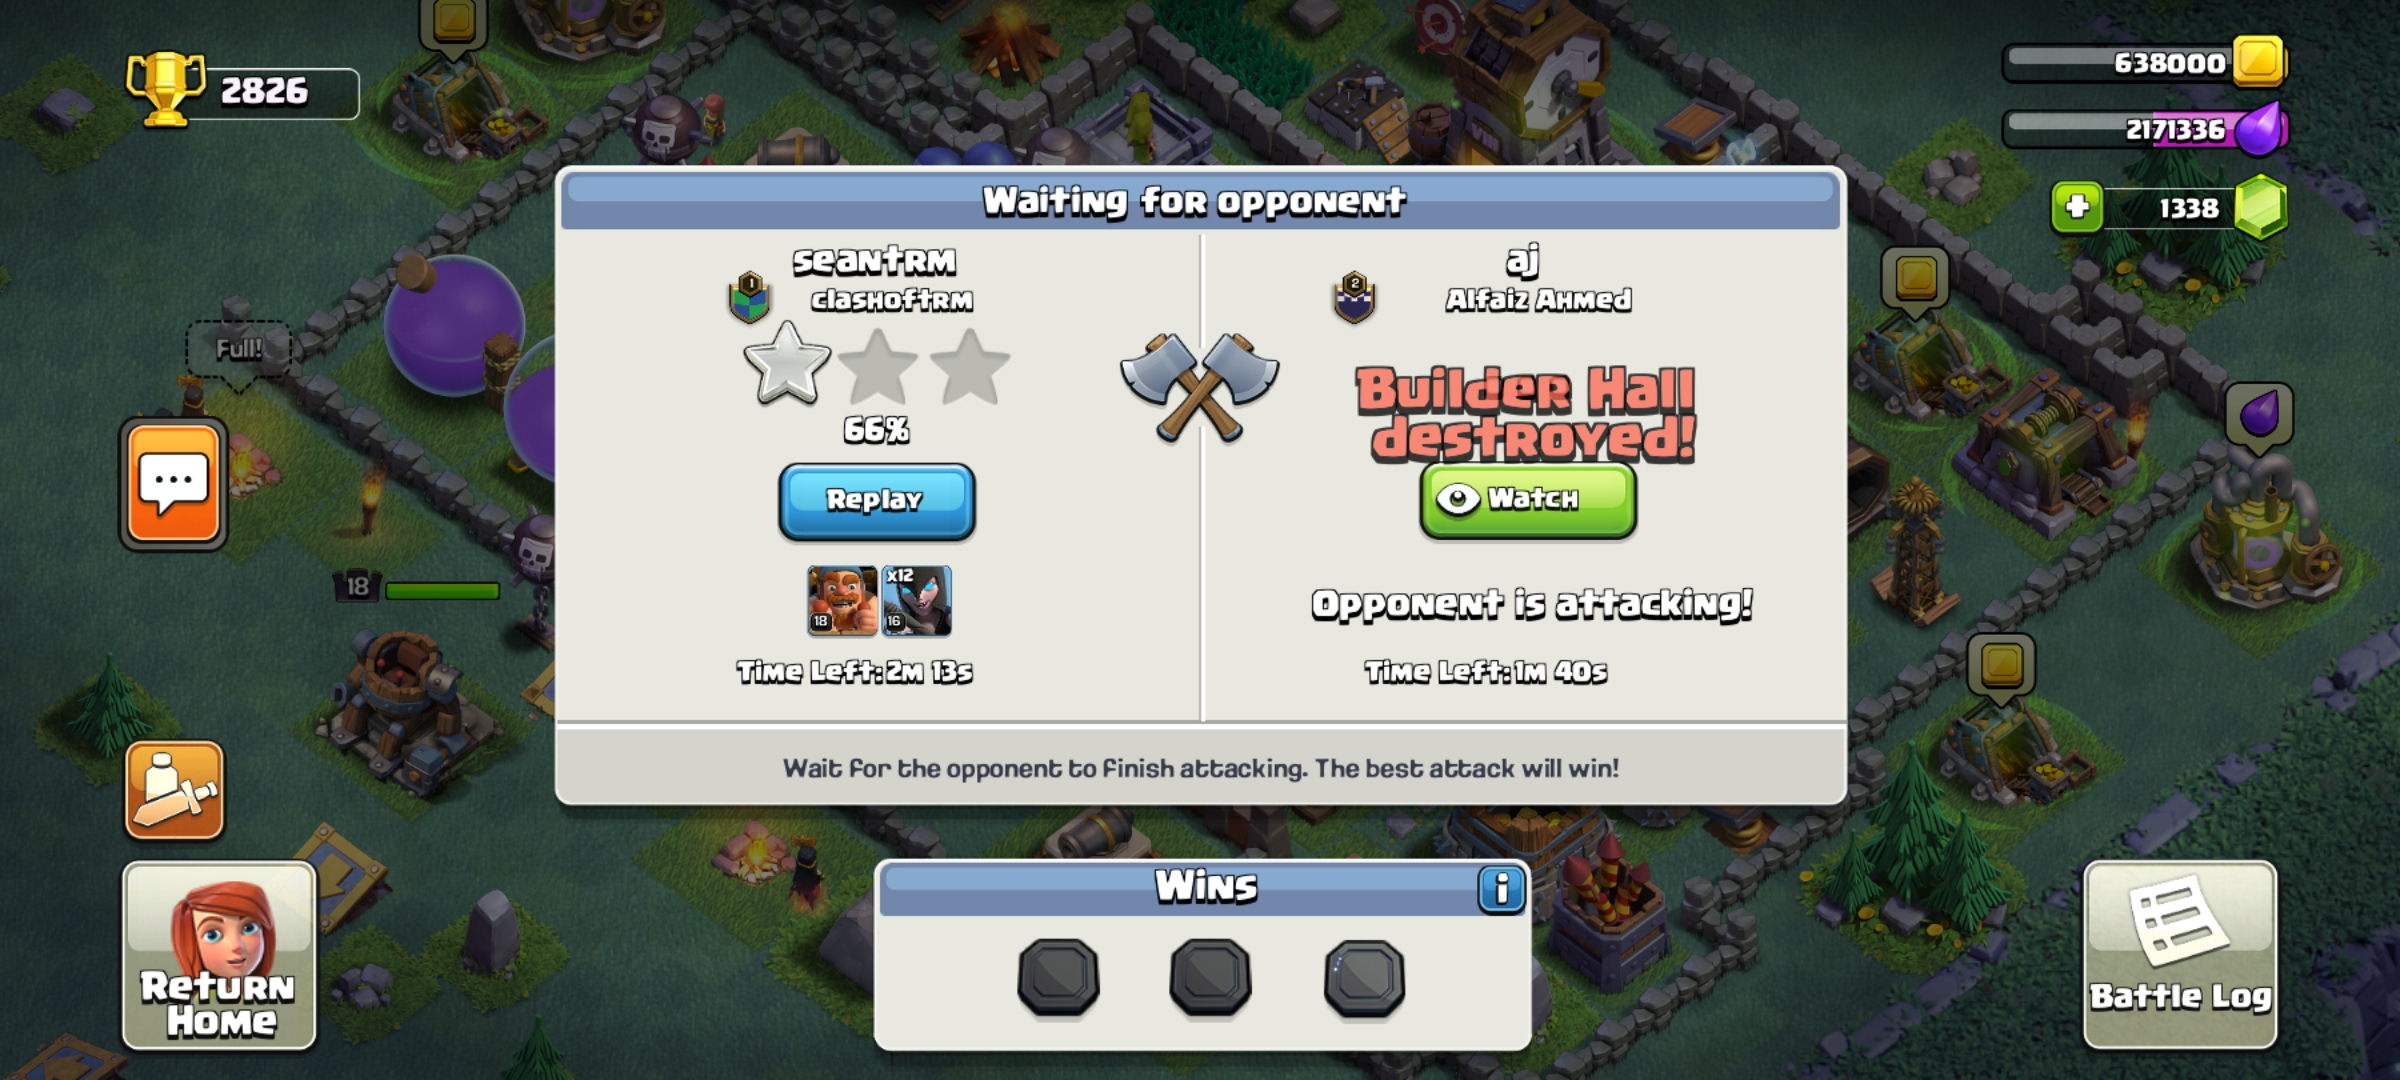 2826
638000
2171336
1338
Full!
18
Waiting for opponent
1
seantrm
clashoftrm
66%
Replay
x12
18
16
Time Left: 2m 13s
2
aj
Alfaiz Ahmed
Builder Hall
destroyed!
Watch
Opponent is attacking!
Time Left: 1m 40s
Wait for the opponent to finish attacking. The best attack will win!
Wins
i
Return
Home
Battle Log